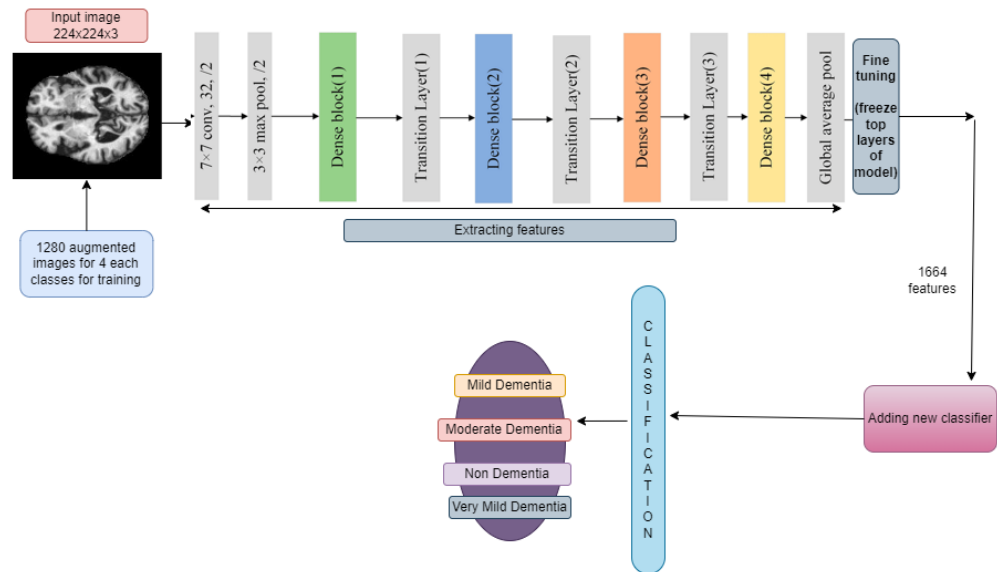 Input image
224x224x3
1280 augmented
images for 4 each
classes for training
7×7 conv, 32, /2
3×3 max pool, /2
Dense block(1)
Transition Layer(1)
Dense block(2)
Transition Layer(2)
Dense block(3)
Transition Layer(3)
Dense block(4)
Global average pool
Fine
tuning
(freeze
top
layers
of
model)
Extracting features
1664
features
Adding new classifier
CLASSIFICATION
Mild Dementia
Moderate Dementia
Non Dementia
Very Mild Dementia